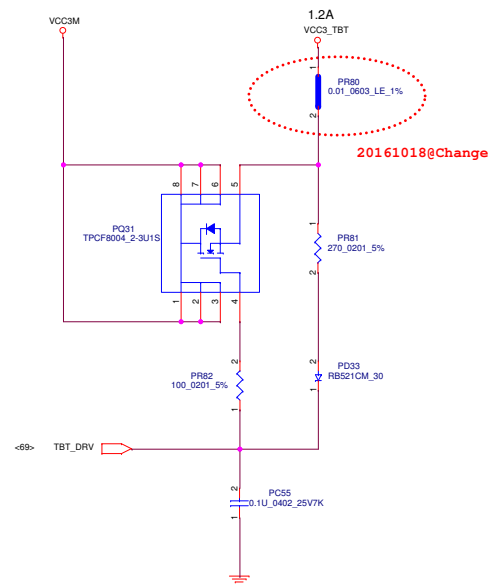 1.2A
VCC3M
VCC3_TBT
1
PR80
0.01_0603_LE_1%
2
20161018@Change
8
7
6
5
PQ31
TPCF8004_2-3U1S
1
PR81
270_0201_5%
2
1
2
3
4
2
PR82
100_0201_5%
1
2
PD33
RB521CM_30
1
<69> TBT_DRV
2
PC55
0.1U_0402_25V7K
1